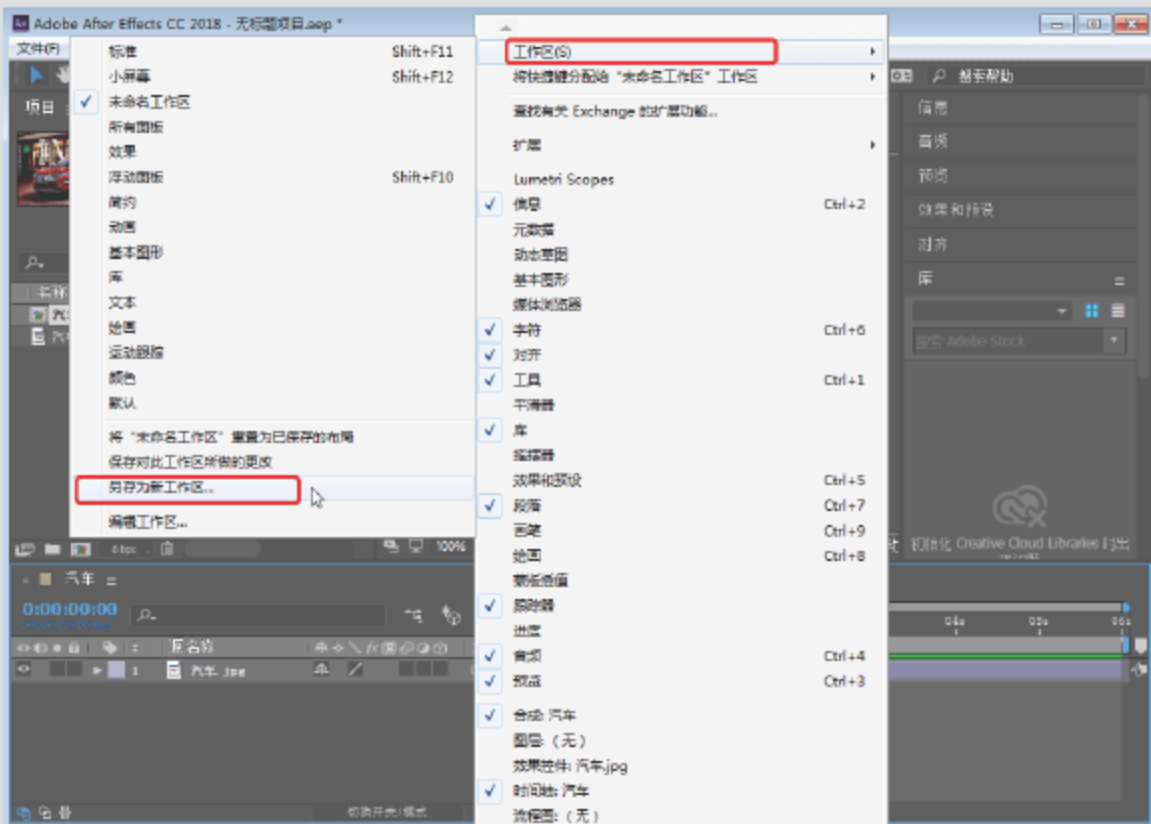 Adobe After Effects CC 2018 - 无标题项目.aep *
文件(F)
标准 Shift+F11
小屏幕 Shift+F12
未命名工作区
所有面板
效果
浮动面板 Shift+F10
简约
动画
基本图形
库
文本
绘画
运动跟踪
颜色
默认
将“未命名工作区”重置为已保存的布局
保存对此工作区所做的更改
另存为新工作区...
编辑工作区...
工作区(S)
将快捷键分配给“未命名工作区”工作区
查找有关 Exchange 的扩展功能...
扩展
Lumetri Scopes
信息 Ctrl+2
元数据
动态草图
基本图形
媒体浏览器
字符 Ctrl+6
对齐
工具 Ctrl+1
平滑器
库
摇摆器
效果和预设 Ctrl+5
段落 Ctrl+7
画笔 Ctrl+9
绘画 Ctrl+8
蒙版插值
跟踪器
进度
音频 Ctrl+4
预览 Ctrl+3
合成: 汽车
图层: (无)
效果控件: 汽车.jpg
时间轴: 汽车
流程图: (无)
搜索帮助
信息
音频
预览
效果和预设
对齐
库
搜索 Adobe Stock
初始化 Creative Cloud Libraries 时出
项目
名称
8 bpc
100%
汽车
0:00:00:00
源名称
1 汽车.jpg
04s 05s 06s
切换开关/模式